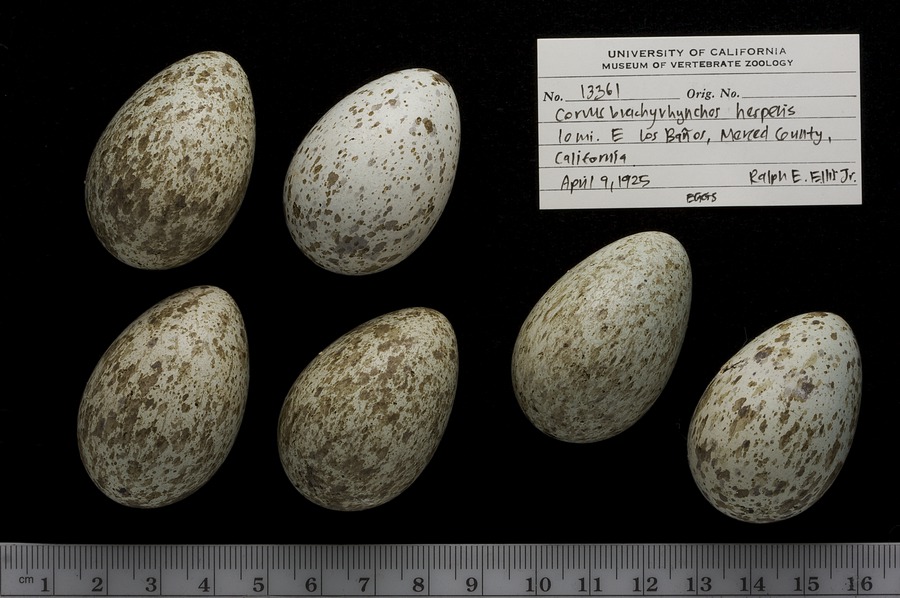 UNIVERSITY OF CALIFORNIA
MUSEUM OF VERTEBRATE ZOOLOGY
No. 13361 Orig. No.
Corvus brachyrhynchos hesperis
10 mi. E Los Baños, Merced County,
California
April 9, 1925 Ralph E. Ellis Jr.
EGGS
cm 1 2 3 4 5 6 7 8 9 10 11 12 13 14 15 16